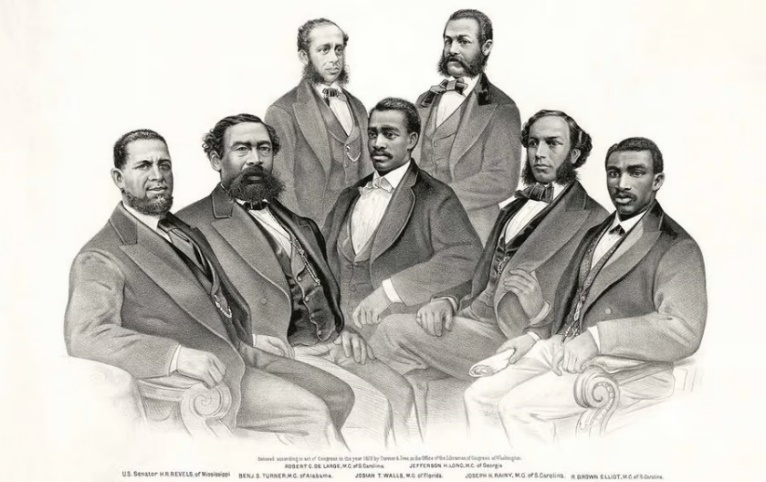 Entered according to act of Congress in the year 1872 by Currier & Ives, in the Office of the Librarian of Congress at Washington.
ROBERT C. DE LARGE, M.C. of S. Carolina. JEFFERSON H. LONG, M.C. of Georgia
U.S. Senator H.R. REVELS, of Mississippi BENJ. S. TURNER, M.C. of Alabama. JOSIAH T. WALLS, M.C. of Florida. JOSEPH H. RAINY, M.C. of S. Carolina. R. BROWN ELLIOT, M.C. of S. Carolina.